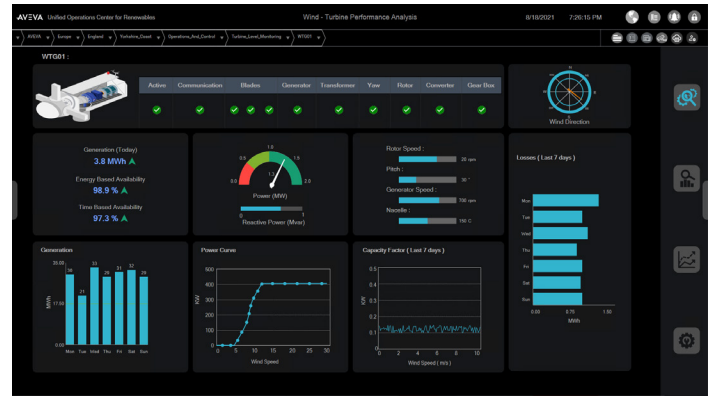 AVEVA Unified Operations Center for Renewables
Wind - Turbine Performance Analysis
8/18/2021 7:26:15 PM
AVEVA Europe England Yorkshire_Coast Operations_And_Control Turbine_Level_Monitoring WTG01
WTG01 :
Active Communication Blades Generator Transformer Yaw Rotor Converter Gear Box
Wind Direction
Generation (Today)
3.8 MWh
Energy Based Availability
98.9 %
Time Based Availability
97.3 %
1.0
1.5
0.0
2.0
1.3
Power (MW)
0 1
Reactive Power (Mvar)
Rotor Speed :
20 rpm
Pitch :
30 °
Generator Speed :
Nacelle :
150 C
Losses ( Last 7 days )
Mon
Tue
Wed
Thu
Fri
Sat
Sun
0.00 0.75 1.50
MWh
Generation
35.00
17.50
0.00
MWh
21 33 29 31 32 29
Mon Tue Wed Thu Fri Sat Sun
Power Curve
500
400
300
200
100
0
KW
0 5 10 15 20 25 30
Wind Speed
Capacity Factor ( Last 7 days )
0.5
0.4
0.3
0.2
0.1
0
KW
0 2 4 6 8 10
Wind Speed ( m/s )